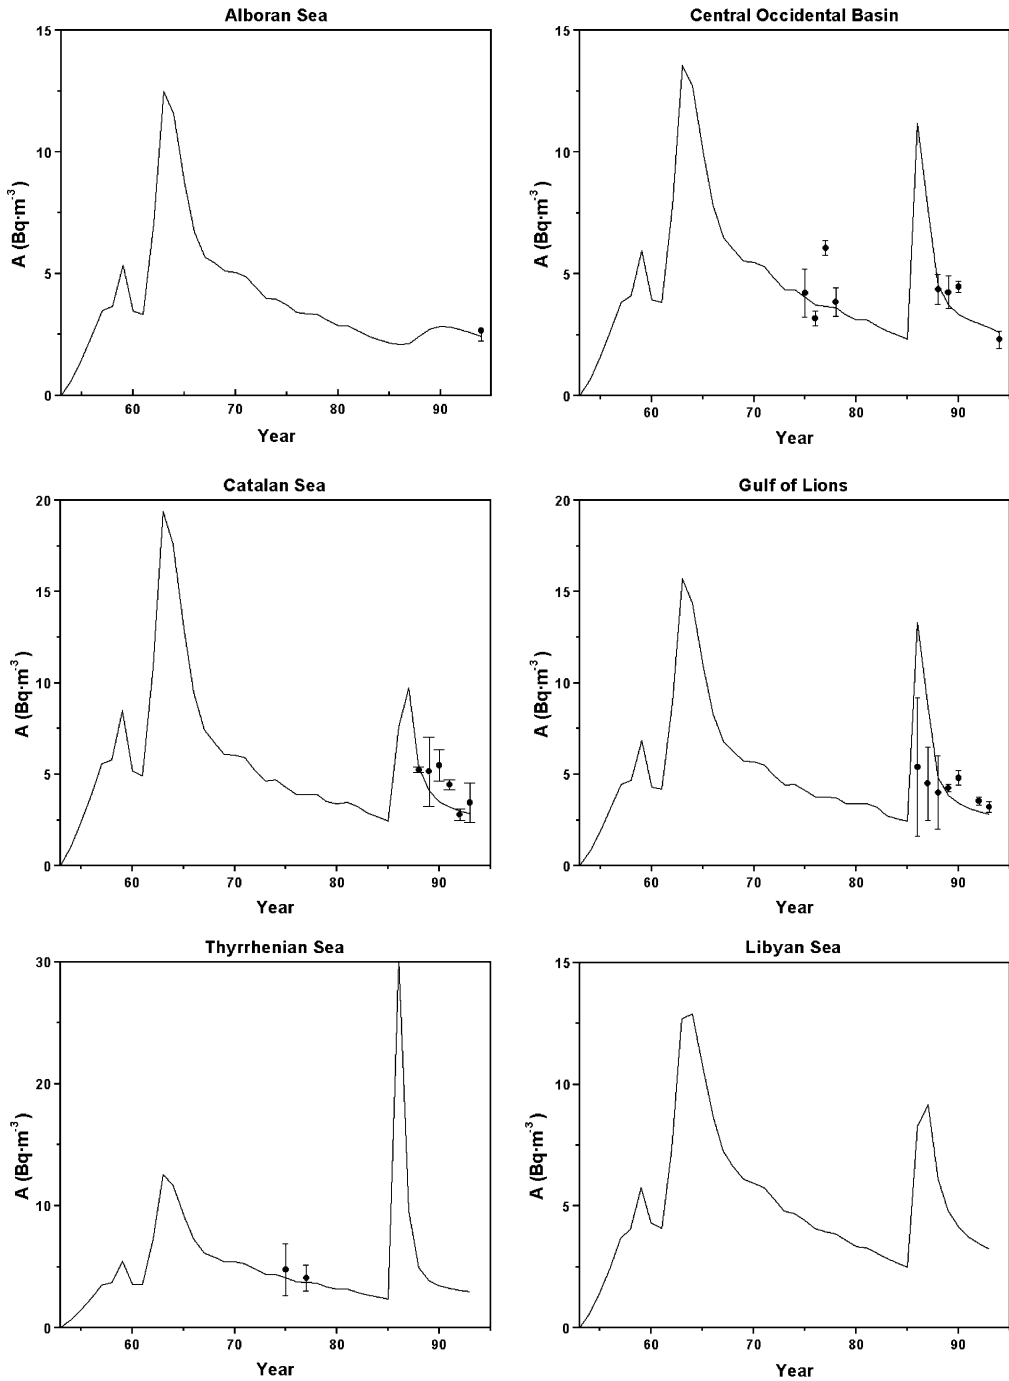 Alboran Sea
15
10
5
0
A (Bq·m⁻³)
60 70 80 90
Year
Central Occidental Basin
15
10
5
0
A (Bq·m⁻³)
60 70 80 90
Year
Catalan Sea
20
15
10
5
0
A (Bq·m⁻³)
60 70 80 90
Year
Gulf of Lions
20
15
10
5
0
A (Bq·m⁻³)
60 70 80 90
Year
Thyrrhenian Sea
30
20
10
0
A (Bq·m⁻³)
60 70 80 90
Year
Libyan Sea
15
10
5
0
A (Bq·m⁻³)
60 70 80 90
Year